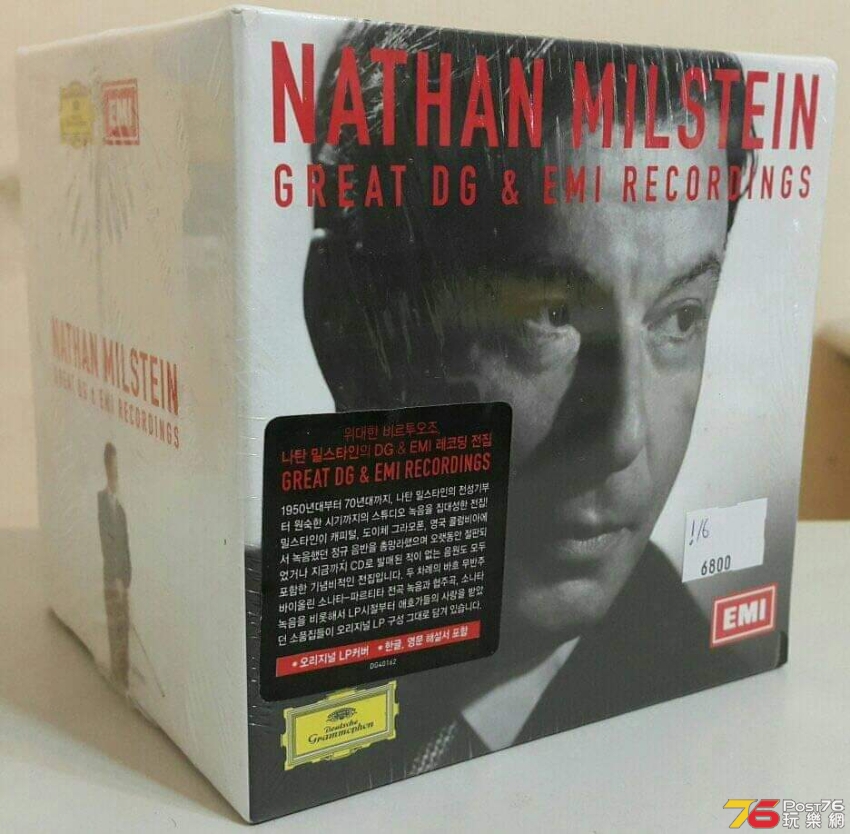 NATHAN MILSTEIN
GREAT DG & EMI RECORDINGS
EMI
NATHAN MILSTEIN
GREAT DG & EMI RECORDINGS
위대한 비르투오즈,
나탄 밀스타인의 DG & EMI 레코딩 전집
GREAT DG & EMI RECORDINGS
1950년대부터 70년대까지, 나탄 밀스타인의 전성기부
터 원숙한 시기까지의 스튜디오 녹음을 집대성한 전집!
밀스타인이 캐피털, 도이체 그라모폰, 영국 콜럼비아에
서 녹음했던 정규 음반을 총망라했으며 오랫동안 절판되
었거나 지금까지 CD로 발매된 적이 없는 음원도 모두
포함한 기념비적인 전집입니다. 두 차례의 바흐 무반주
바이올린 소나타-파르티타 전곡 녹음과 협주곡, 소나타
녹음을 비롯해서 LP시절부터 애호가들의 사랑을 받았
던 소품집들이 오리지널 LP 구성 그대로 담겨 있습니다.
• 오리지널 LP커버 • 한글, 영문 해설서 포함
DG40162
6800
EMI
Deutsche
Grammophon
76 Post76
玩樂網